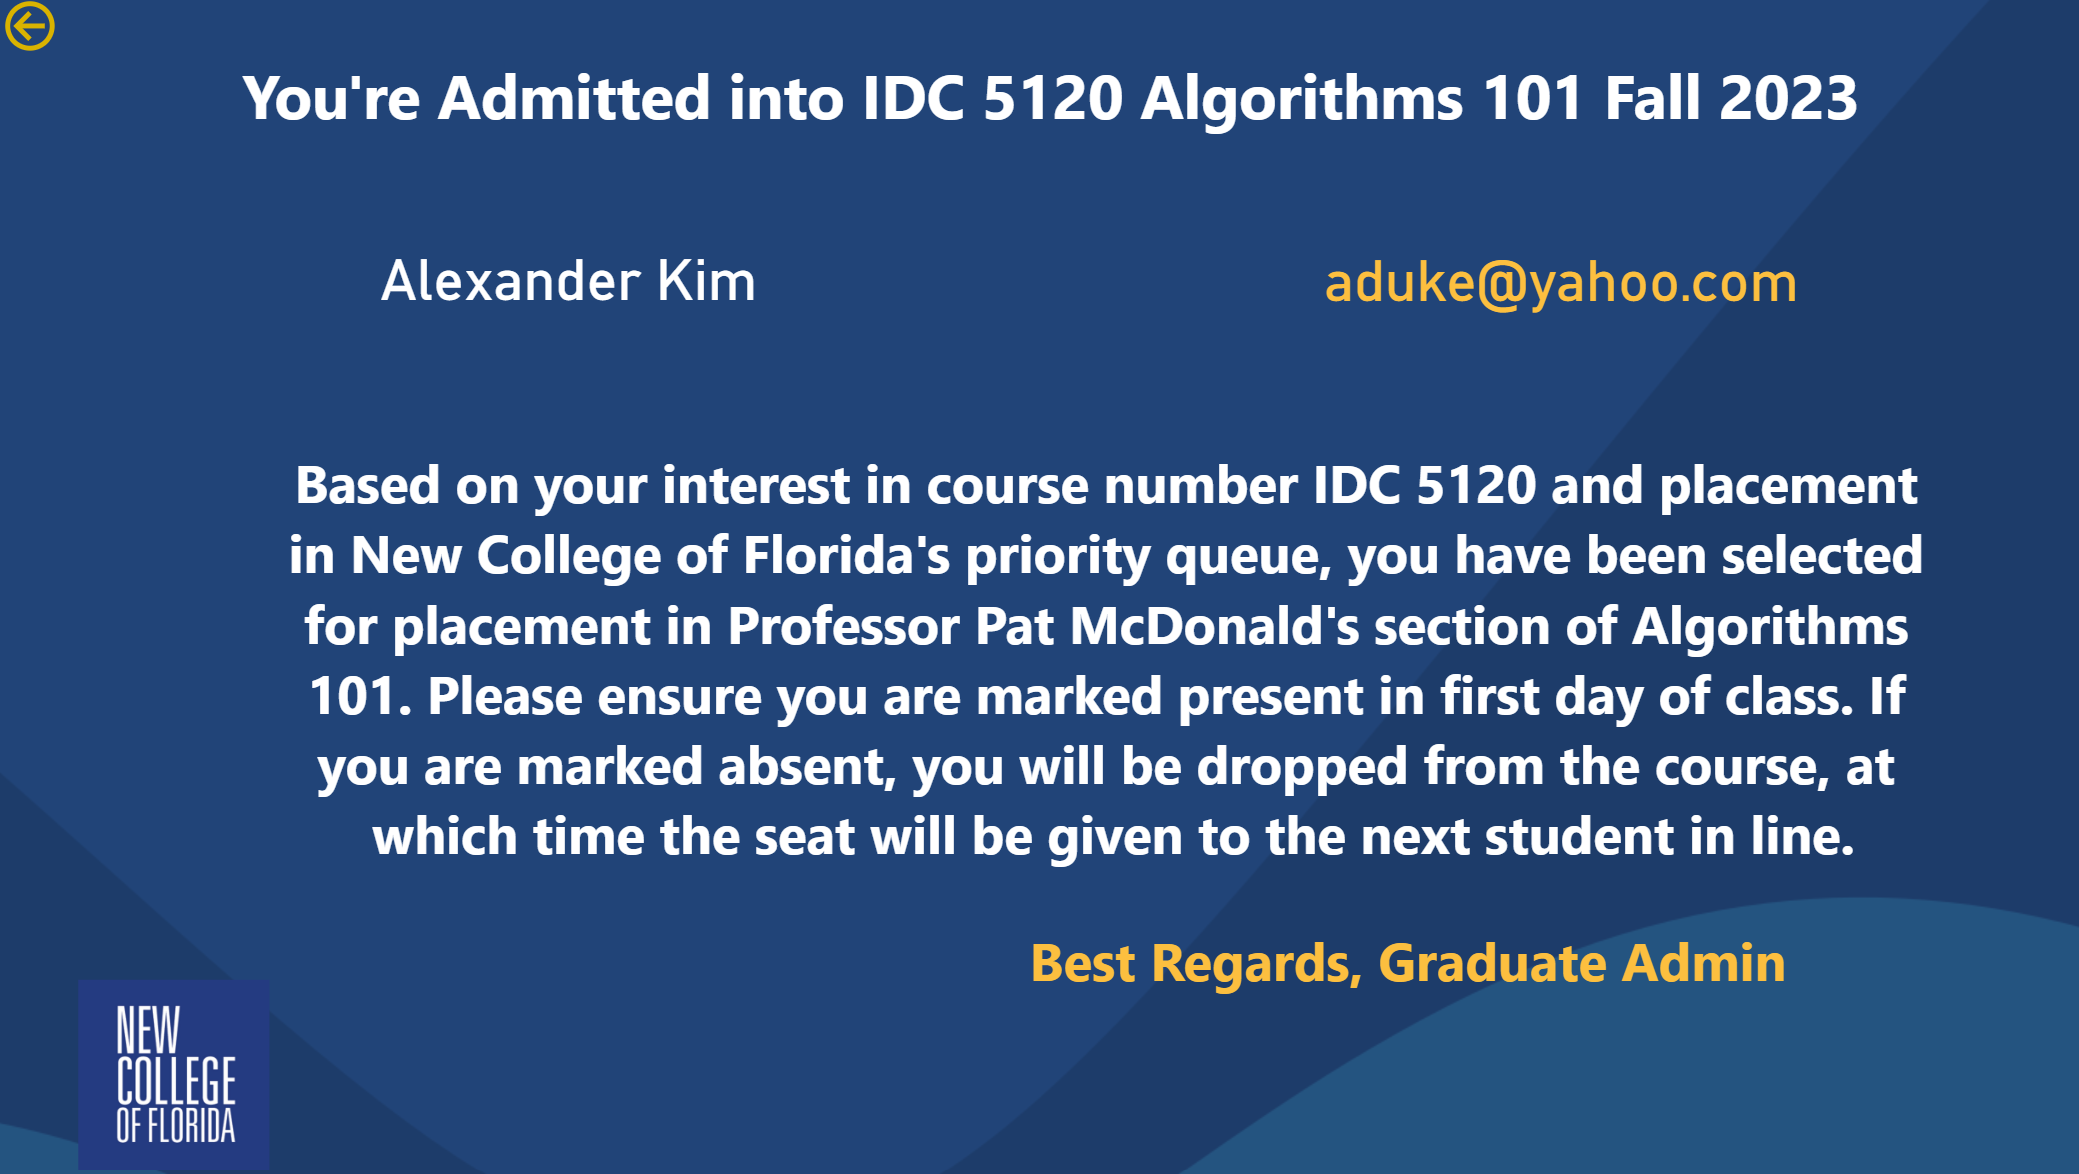 You're Admitted into IDC 5120 Algorithms 101 Fall 2023
Alexander Kim
aduke@yahoo.com
Based on your interest in course number IDC 5120 and placement
in New College of Florida's priority queue, you have been selected
for placement in Professor Pat McDonald's section of Algorithms
101. Please ensure you are marked present in first day of class. If
you are marked absent, you will be dropped from the course, at
which time the seat will be given to the next student in line.
Best Regards, Graduate Admin
NEW
COLLEGE
OF FLORIDA